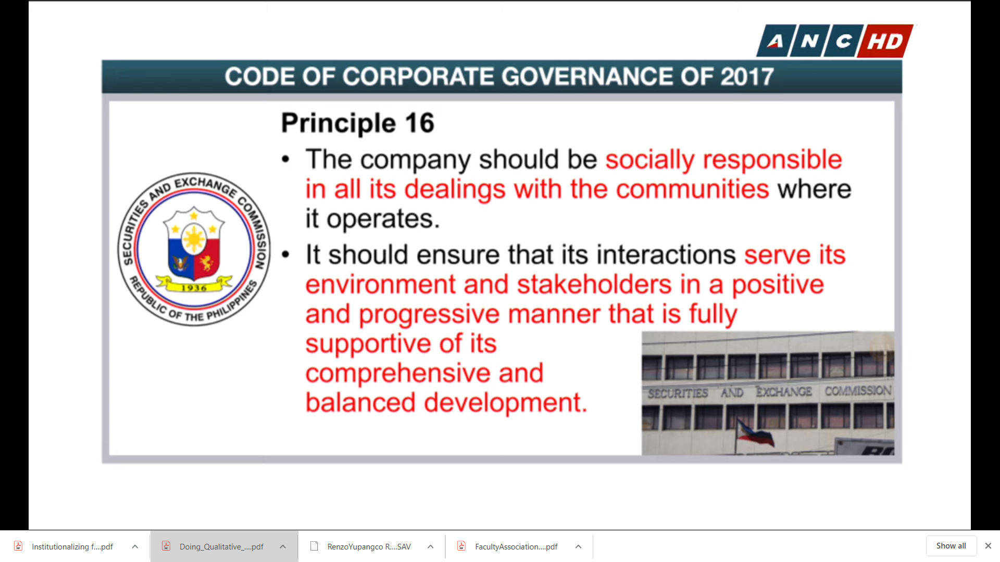 ANC HD
CODE OF CORPORATE GOVERNANCE OF 2017
Principle 16
• The company should be socially responsible
in all its dealings with the communities where
it operates.
• It should ensure that its interactions serve its
environment and stakeholders in a positive
and progressive manner that is fully
supportive of its
comprehensive and
balanced development.
SECURITIES AND EXCHANGE COMMISSION
REPUBLIC OF THE PHILIPPINES
1936
SECURITIES AND EXCHANGE COMMISSION
Institutionalizing f....pdf
Doing_Qualitative_....pdf
RenzoYupangco R....SAV
FacultyAssociation....pdf
Show all